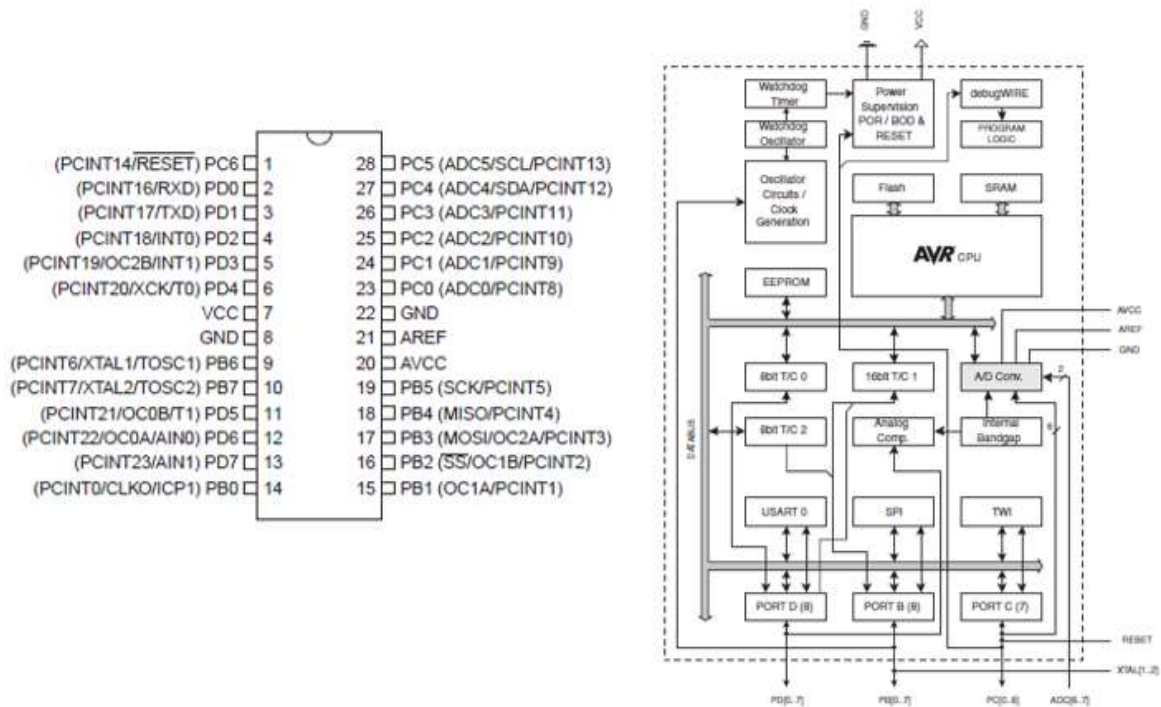 (PCINT14/RESET) PC6 1
(PCINT16/RXD) PD0 2
(PCINT17/TXD) PD1 3
(PCINT18/INT0) PD2 4
(PCINT19/OC2B/INT1) PD3 5
(PCINT20/XCK/T0) PD4 6
VCC 7
GND 8
(PCINT6/XTAL1/TOSC1) PB6 9
(PCINT7/XTAL2/TOSC2) PB7 10
(PCINT21/OC0B/T1) PD5 11
(PCINT22/OC0A/AIN0) PD6 12
(PCINT23/AIN1) PD7 13
(PCINT0/CLKO/ICP1) PB0 14
28 PC5 (ADC5/SCL/PCINT13)
27 PC4 (ADC4/SDA/PCINT12)
26 PC3 (ADC3/PCINT11)
25 PC2 (ADC2/PCINT10)
24 PC1 (ADC1/PCINT9)
23 PC0 (ADC0/PCINT8)
22 GND
21 AREF
20 AVCC
19 PB5 (SCK/PCINT5)
18 PB4 (MISO/PCINT4)
17 PB3 (MOSI/OC2A/PCINT3)
16 PB2 (SS/OC1B/PCINT2)
15 PB1 (OC1A/PCINT1)
GND
VCC
Watchdog
Timer
Power
Supervision
POR / BOD &
RESET
debugWIRE
Watchdog
Oscillator
PROGRAM
LOGIC
Oscillator
Circuits /
Clock
Generation
Flash
SRAM
AVR CPU
EEPROM
AVCC
AREF
GND
8bit T/C 0
16bit T/C 1
A/D Conv.
2
DATABUS
8bit T/C 2
Analog
Comp.
Internal
Bandgap
6
USART 0
SPI
TWI
PORT D (8)
PORT B (8)
PORT C (7)
RESET
XTAL[1..2]
PD[0..7]
PB[0..7]
PC[0..6]
ADC[6..7]